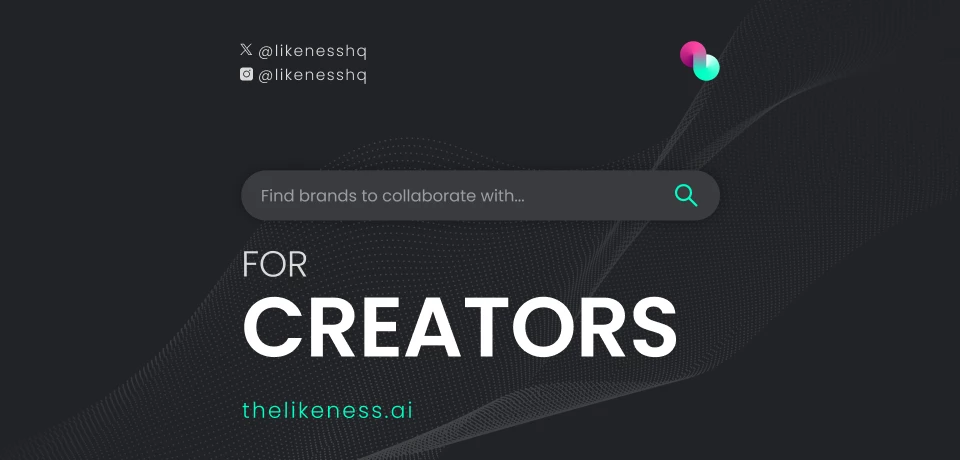 @likenesshq
@likenesshq
Find brands to collaborate with...
FOR
CREATORS
thelikeness.ai